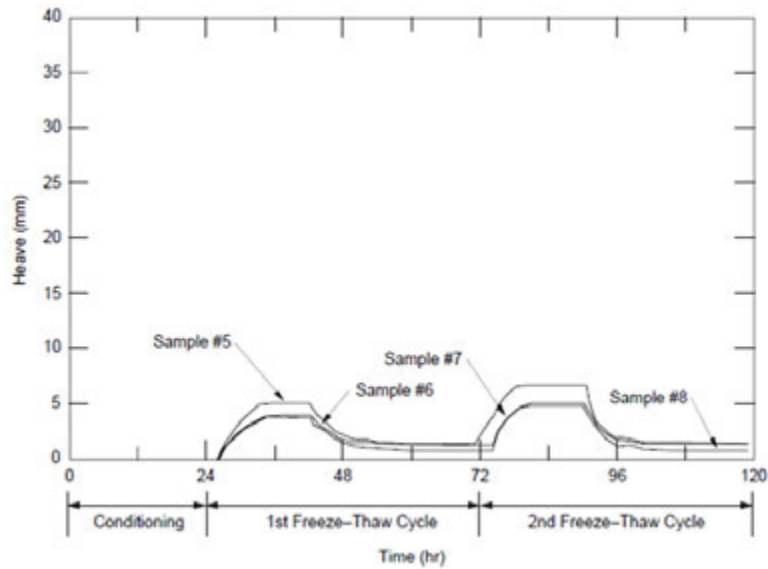 40
35
30
25
20
15
10
5
0
Heave (mm)
Sample #5
Sample #7
Sample #6
Sample #8
0 24 48 72 96 120
Conditioning 1st Freeze–Thaw Cycle 2nd Freeze–Thaw Cycle
Time (hr)